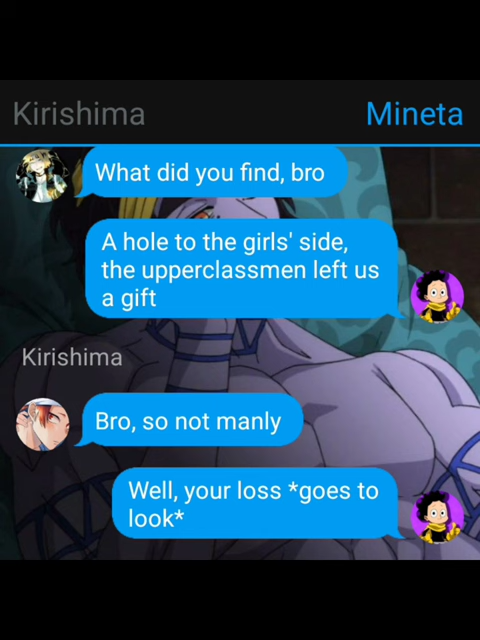 Kirishima
Mineta
What did you find, bro
A hole to the girls' side,
the upperclassmen left us
a gift
Kirishima
Bro, so not manly
Well, your loss *goes to
look*